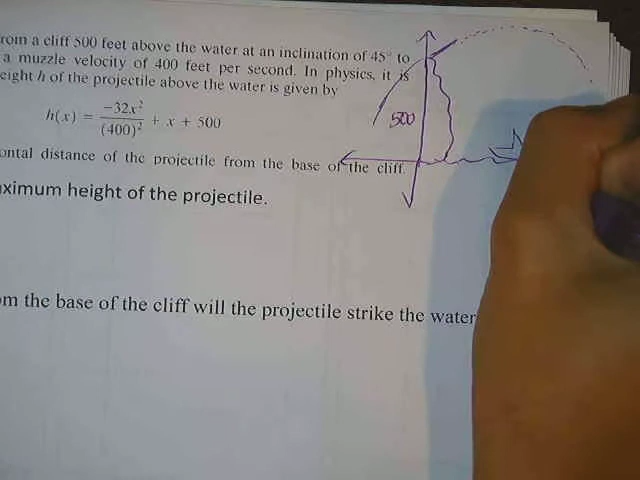 from a cliff 500 feet above the water at an inclination of 45° to
a muzzle velocity of 400 feet per second. In physics, it is
height h of the projectile above the water is given by
h(x) = -32x² / (400)² + x + 500
500
ontal distance of the projectile from the base of the cliff.
ximum height of the projectile.
om the base of the cliff will the projectile strike the water